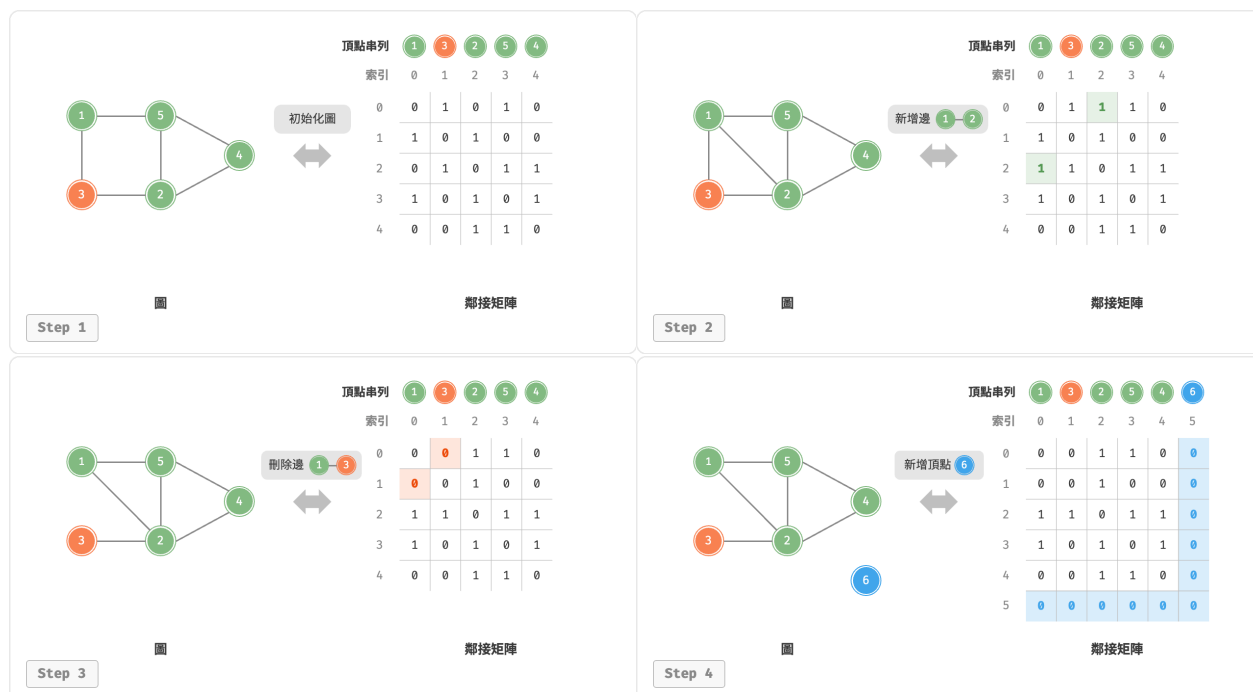 頂點串列 1 3 2 5 4
索引 0 1 2 3 4
0 0 1 0 1 0
1 1 0 1 0 0
2 0 1 0 1 1
3 1 0 1 0 1
4 0 0 1 1 0
1 5 4 3 2
初始化圖
圖
鄰接矩陣
Step 1
頂點串列 1 3 2 5 4
索引 0 1 2 3 4
0 0 1 1 1 0
1 1 0 1 0 0
2 1 1 0 1 1
3 1 0 1 0 1
4 0 0 1 1 0
1 5 4 3 2
新增邊 1 2
圖
鄰接矩陣
Step 2
頂點串列 1 3 2 5 4
索引 0 1 2 3 4
0 0 0 1 1 0
1 0 0 1 0 0
2 1 1 0 1 1
3 1 0 1 0 1
4 0 0 1 1 0
1 5 4 3 2
刪除邊 1 3
圖
鄰接矩陣
Step 3
頂點串列 1 3 2 5 4 6
索引 0 1 2 3 4 5
0 0 0 1 1 0 0
1 0 0 1 0 0 0
2 1 1 0 1 1 0
3 1 0 1 0 1 0
4 0 0 1 1 0 0
5 0 0 0 0 0 0
1 5 4 3 2 6
新增頂點 6
圖
鄰接矩陣
Step 4